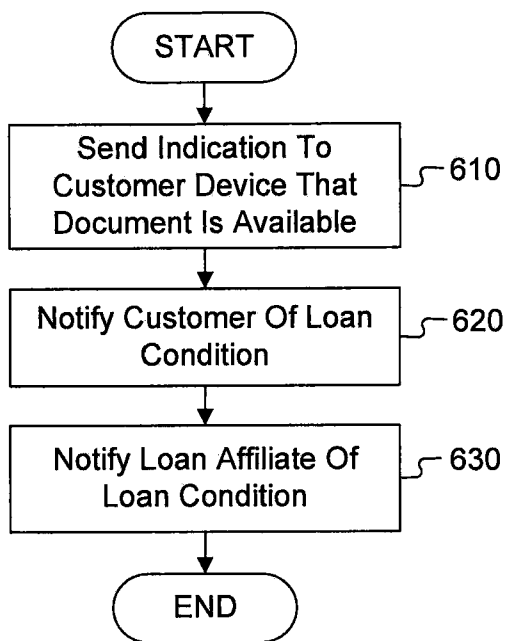 START
Send Indication To
Customer Device That
Document Is Available
610
Notify Customer Of Loan
Condition
620
Notify Loan Affiliate Of
Loan Condition
630
END